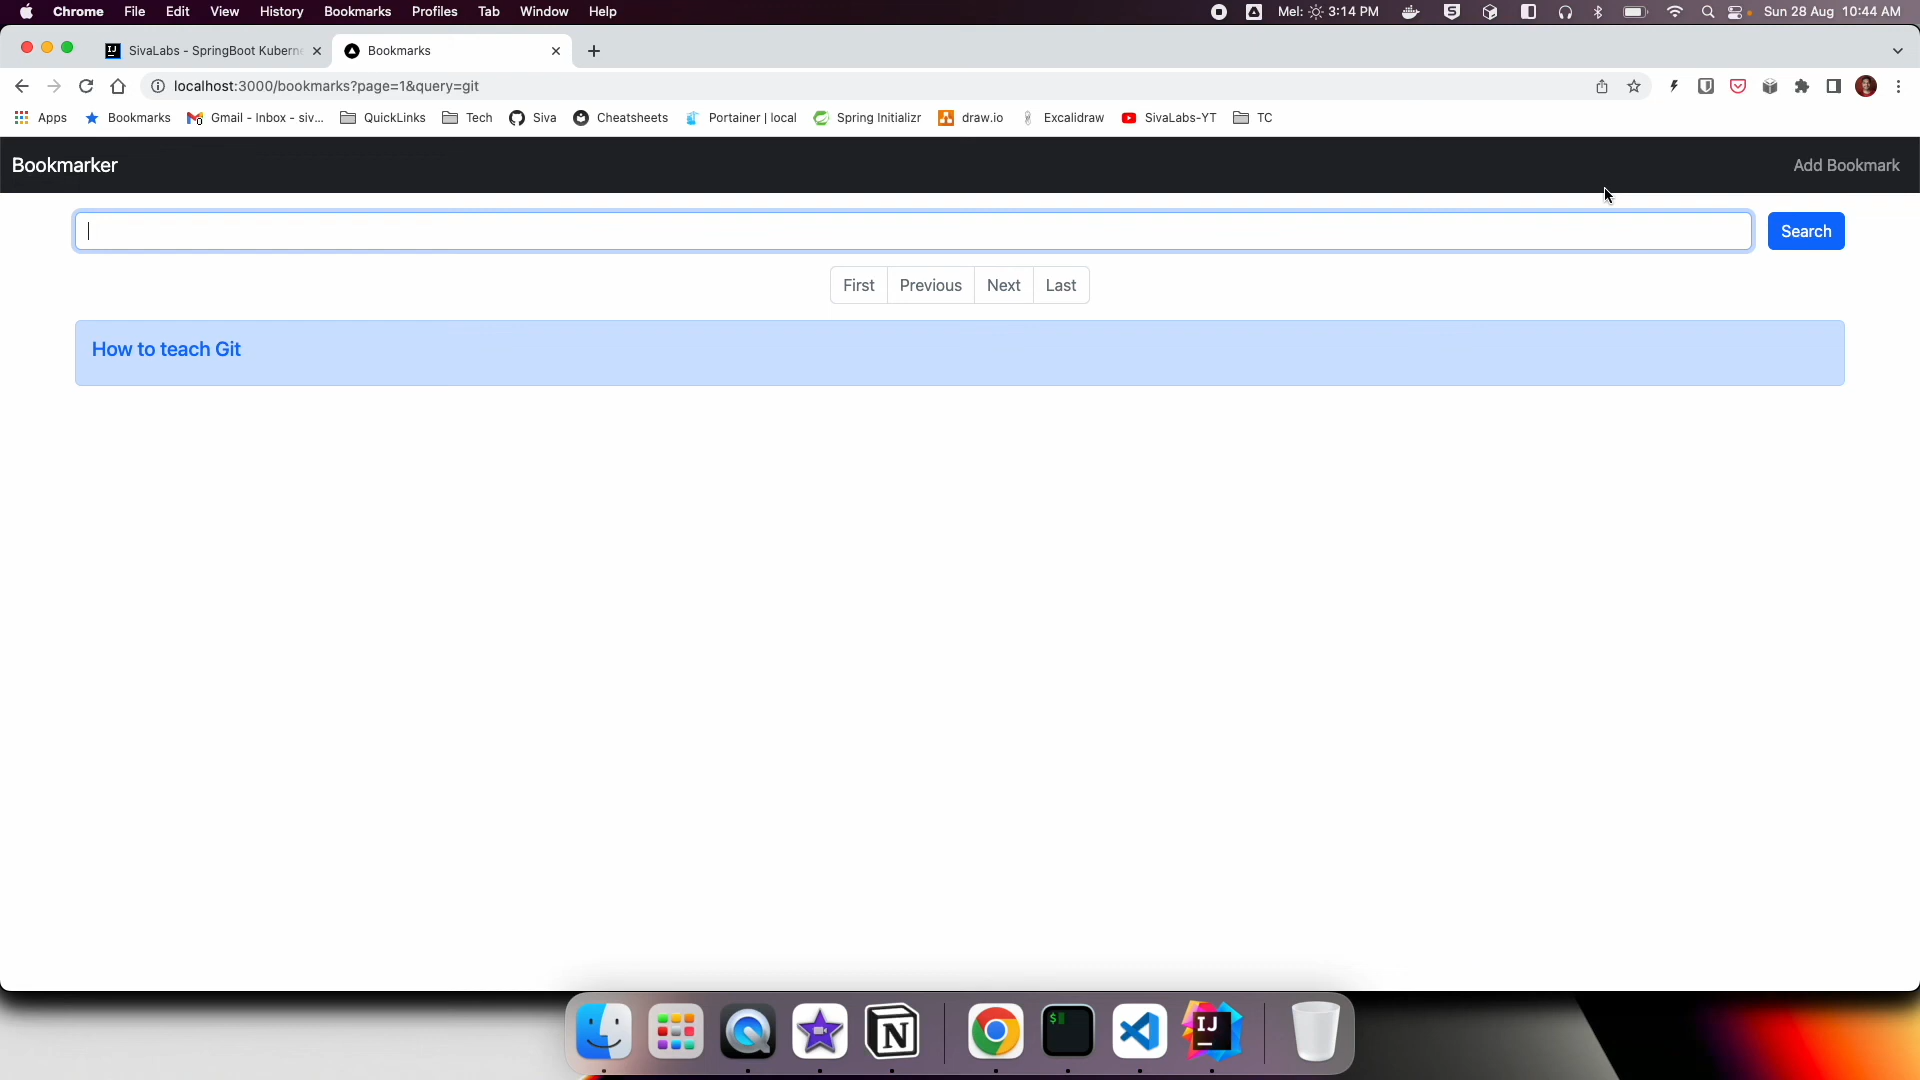 Chrome File Edit View History Bookmarks Profiles Tab Window Help Mel: 3:14 PM Sun 28 Aug 10:44 AM
SivaLabs - SpringBoot Kubern
Bookmarks
localhost:3000/bookmarks?page=1&query=git
Apps Bookmarks Gmail - Inbox - siv... QuickLinks Tech Siva Cheatsheets Portainer | local Spring Initializr draw.io Excalidraw SivaLabs-YT TC
Bookmarker Add Bookmark
Search
First Previous Next Last
How to teach Git
N $ IJ